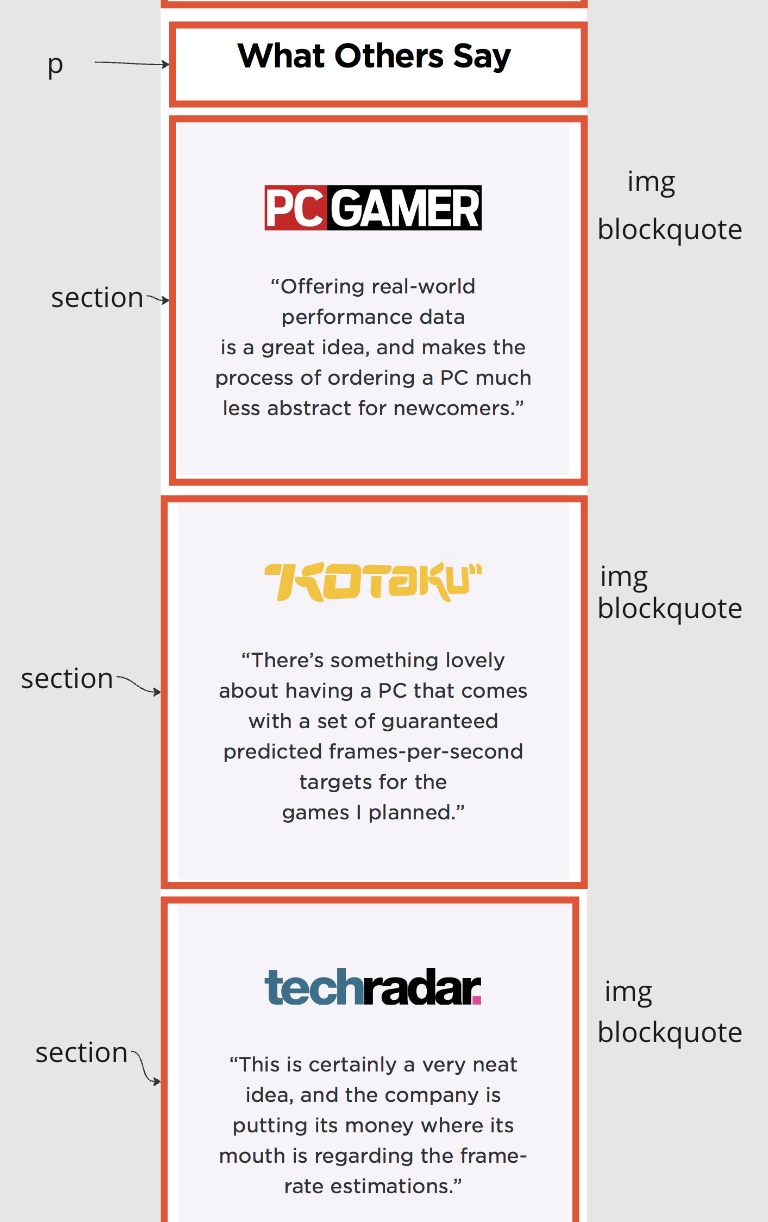 What Others Say
p
PC GAMER
img
blockquote
section
“Offering real-world
performance data
is a great idea, and makes the
process of ordering a PC much
less abstract for newcomers.”
KOTAKU
img
blockquote
section
“There’s something lovely
about having a PC that comes
with a set of guaranteed
predicted frames-per-second
targets for the
games I planned.”
techradar.
img
blockquote
section
“This is certainly a very neat
idea, and the company is
putting its money where its
mouth is regarding the frame-
rate estimations.”